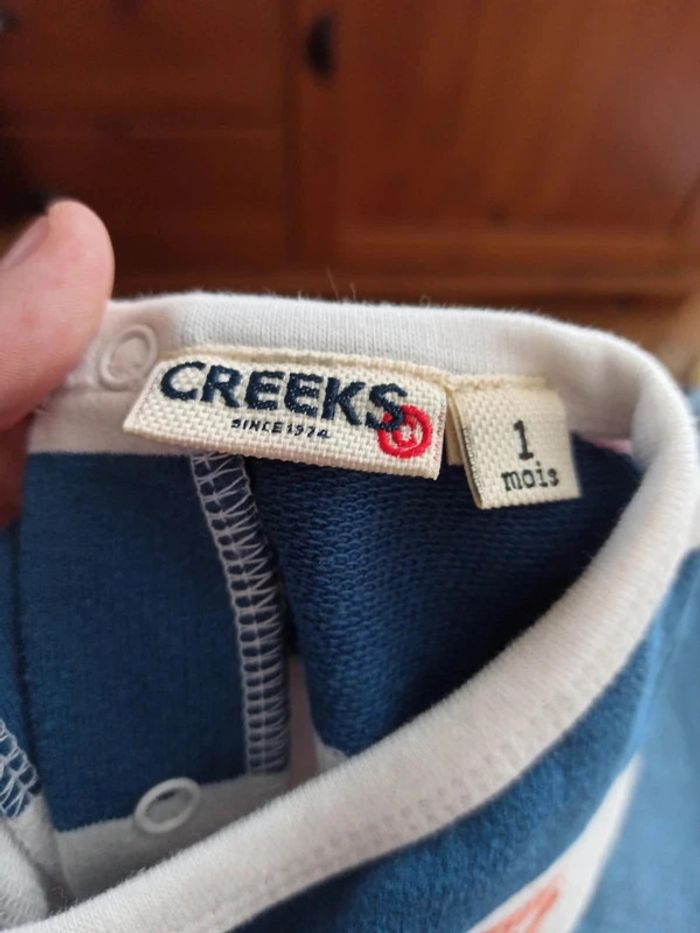 CREEKS
SINCE 1974
1
mois